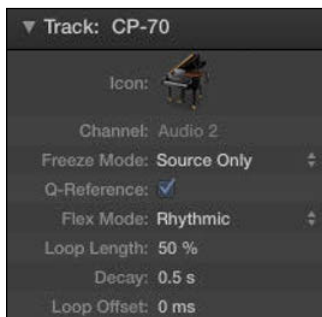 Track: CP-70
Icon:
Channel: Audio 2
Freeze Mode: Source Only
Q-Reference:
Flex Mode: Rhythmic
Loop Length: 50 %
Decay: 0.5 s
Loop Offset: 0 ms